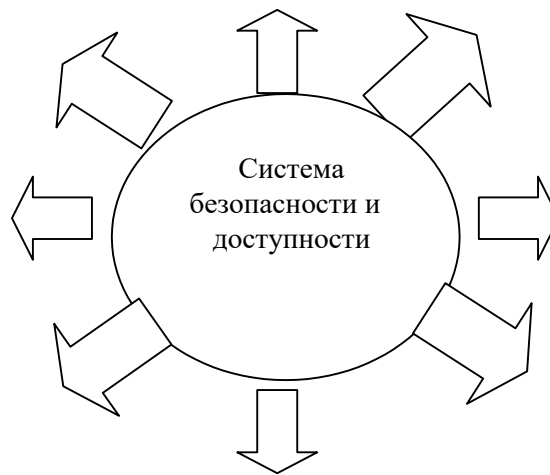 Система
безопасности и
доступности